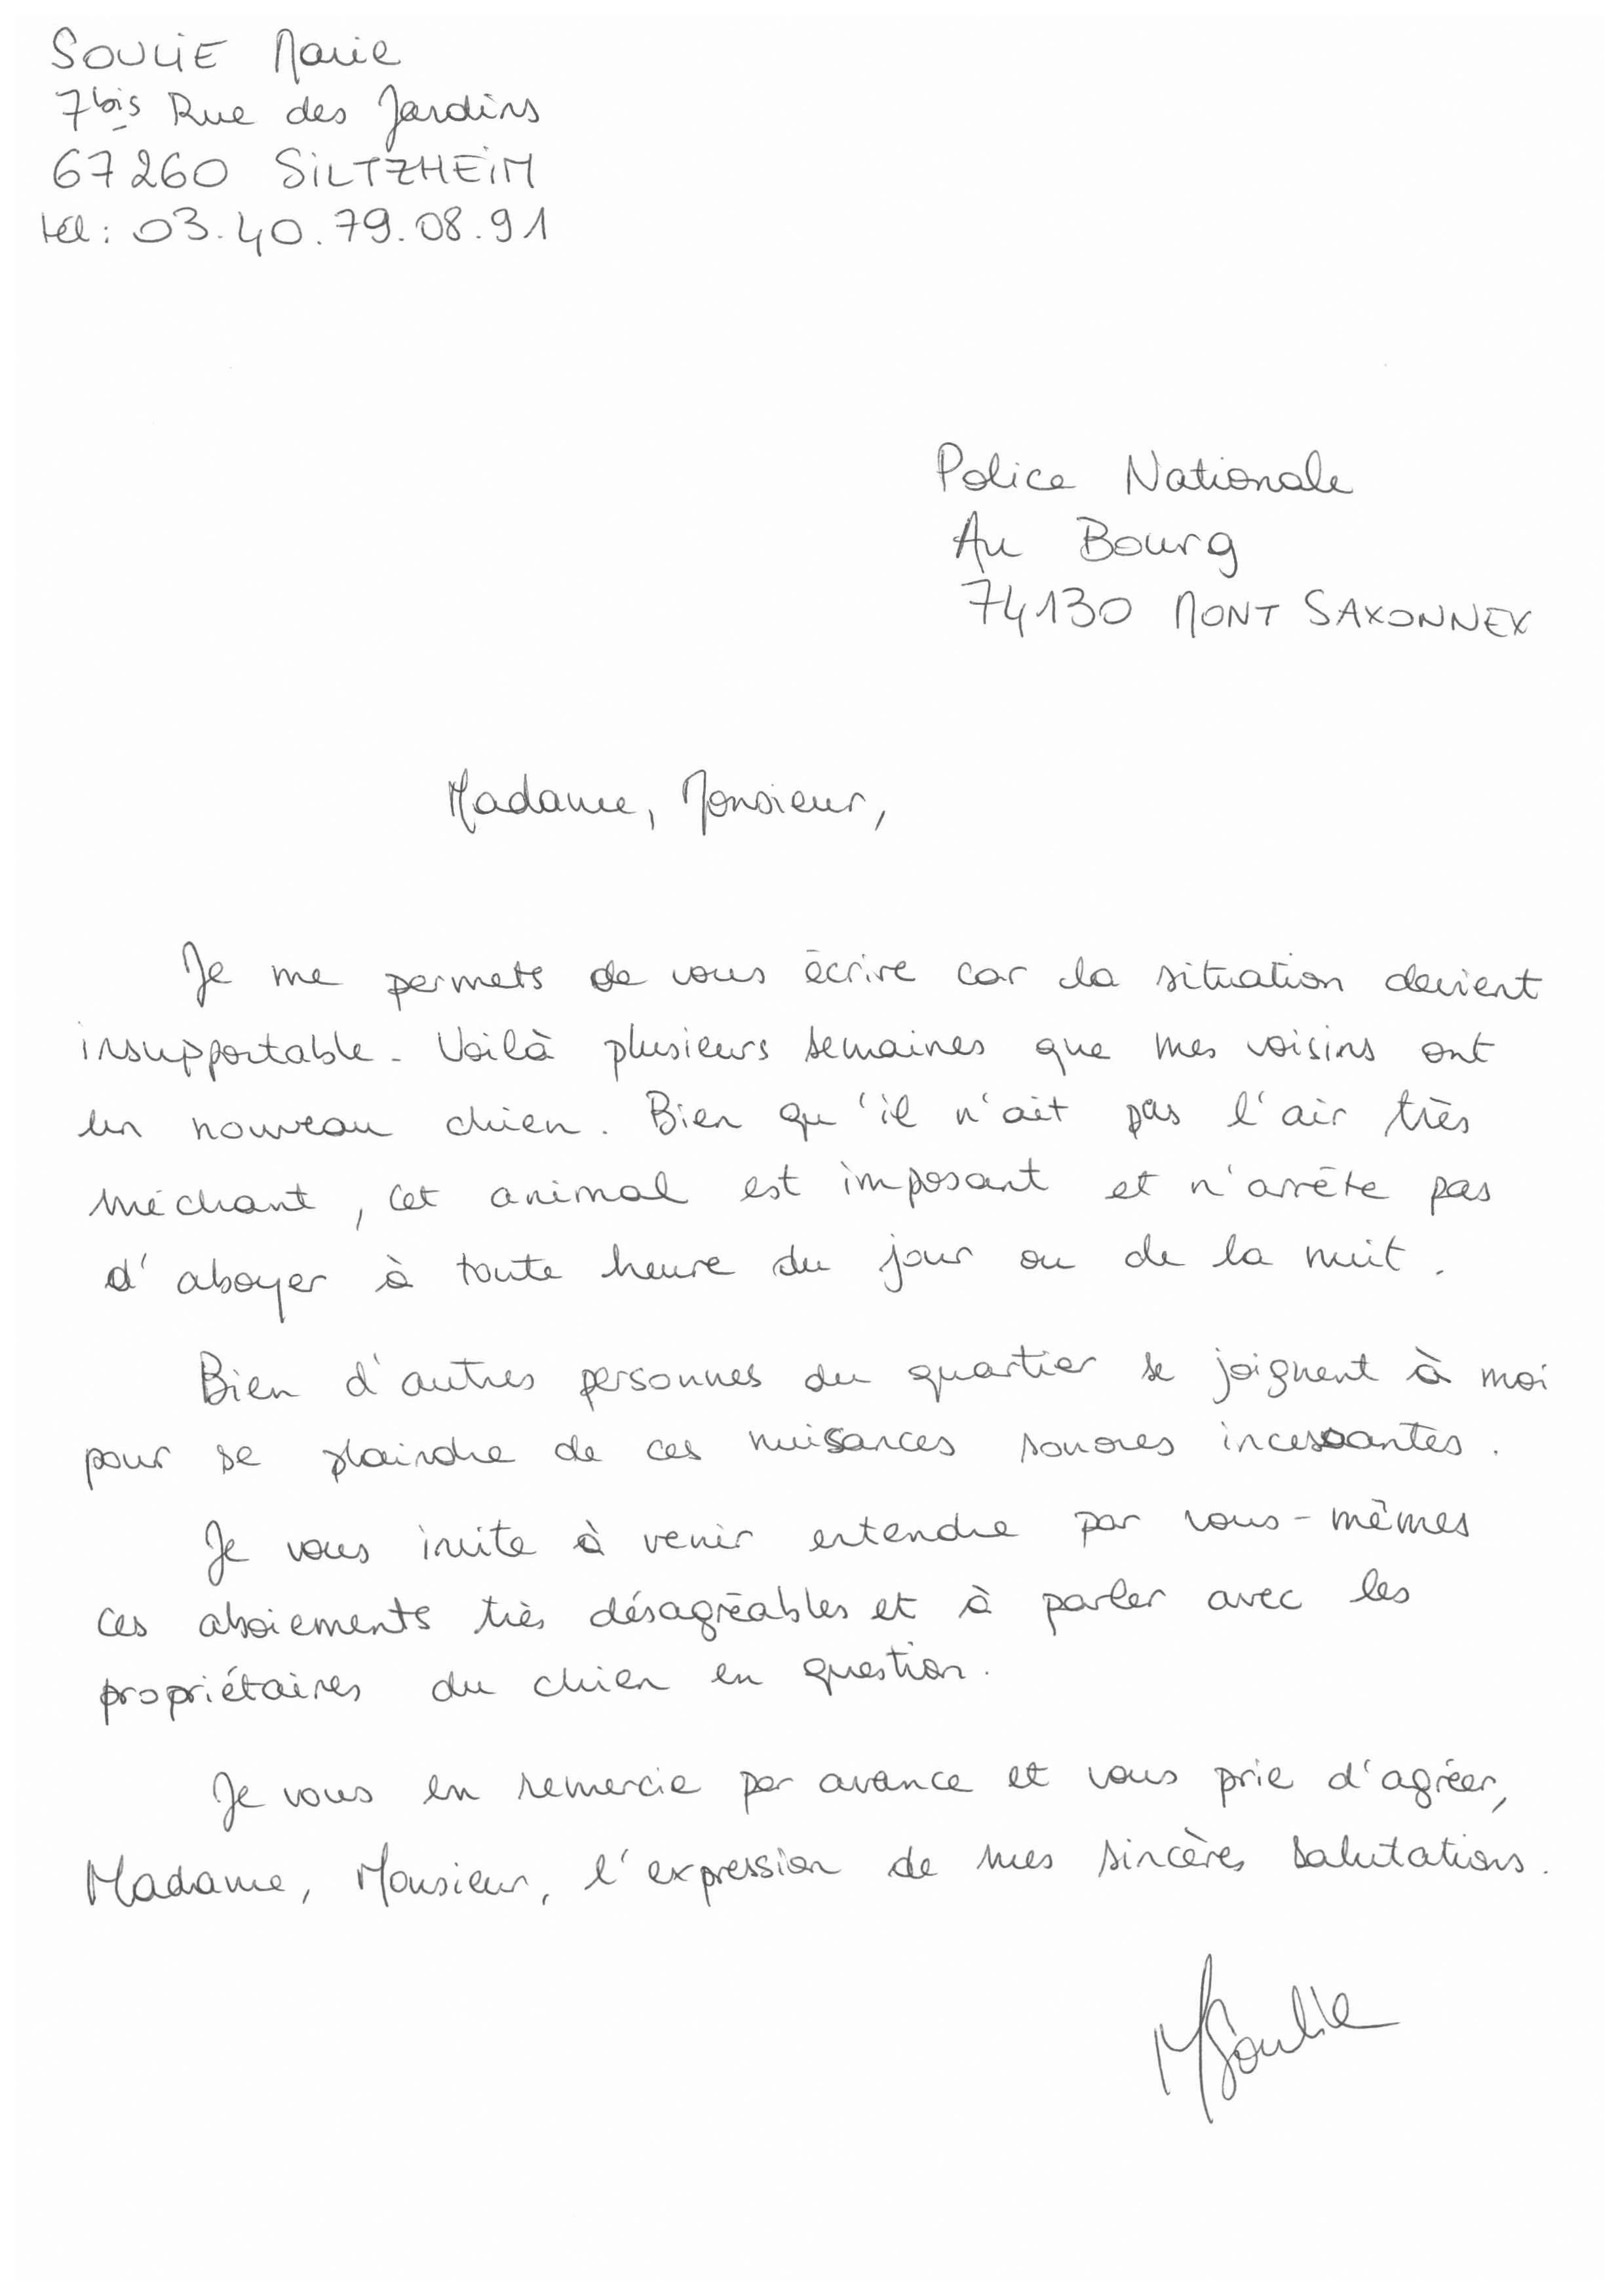 SOULIE Marie
7bis Rue des Jardins
67260 SILTZHEIM
tél: 03.40.79.08.91
Police Nationale
Au Bourg
74130 MONT SAXONNEX
Madame, Monsieur,
Je me permets de vous écrire car la situation devient
insupportable. Voilà plusieurs semaines que mes voisins ont
un nouveau chien. Bien qu'il n'ait pas l'air très
méchant, cet animal est imposant et n'arrête pas
d'aboyer à toute heure du jour ou de la nuit.
Bien d'autres personnes du quartier se joignent à moi
pour se plaindre de ces nuisances sonores incessantes.
Je vous invite à venir entendre par vous-mêmes
ces aboiements très désagréables et à parler avec les
propriétaires du chien en question.
Je vous en remercie par avance et vous prie d'agréer,
Madame, Monsieur, l'expression de mes sincères salutations.
MSoulie